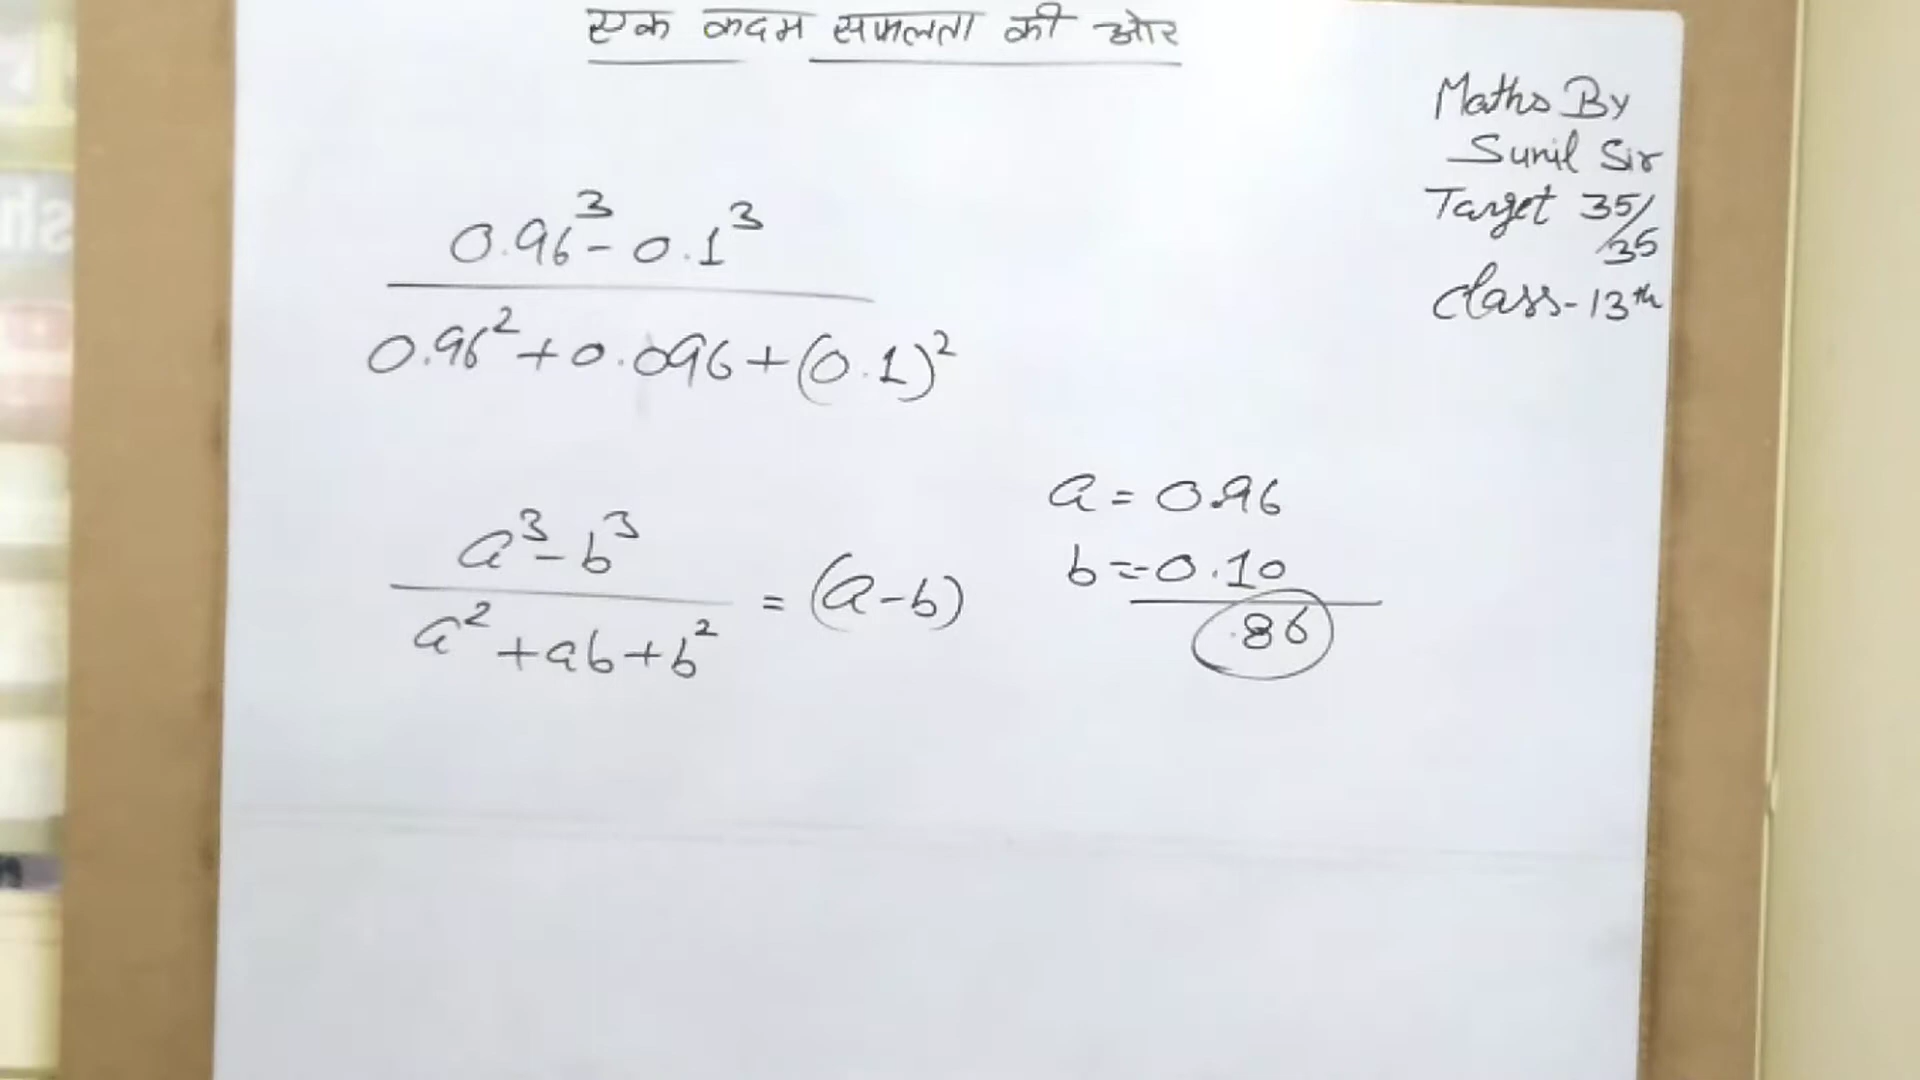 एक कदम सफलता की ओर
Maths By
Sunil Sir
Target 35/35
Class-13th
0.96³ - 0.1³
0.96² + 0.096 + (0.1)²
a³ - b³
a² + ab + b²
= (a-b)
a = 0.96
b = -0.10
.86
sh